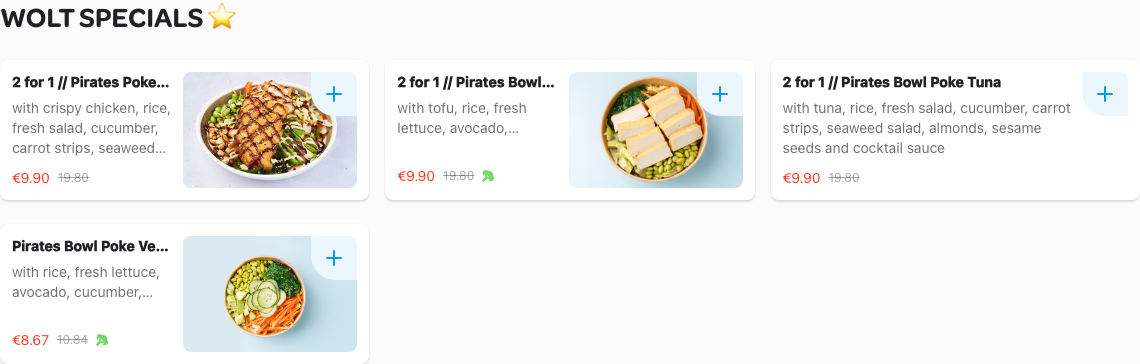 WOLT SPECIALS ⭐
2 for 1 // Pirates Poke...
with crispy chicken, rice,
fresh salad, cucumber,
carrot strips, seaweed...
€9.90 19.80
2 for 1 // Pirates Bowl...
with tofu, rice, fresh
lettuce, avocado,...
€9.90 19.80
2 for 1 // Pirates Bowl Poke Tuna
with tuna, rice, fresh salad, cucumber, carrot
strips, seaweed salad, almonds, sesame
seeds and cocktail sauce
€9.90 19.80
Pirates Bowl Poke Ve...
with rice, fresh lettuce,
avocado, cucumber,...
€8.67 10.84